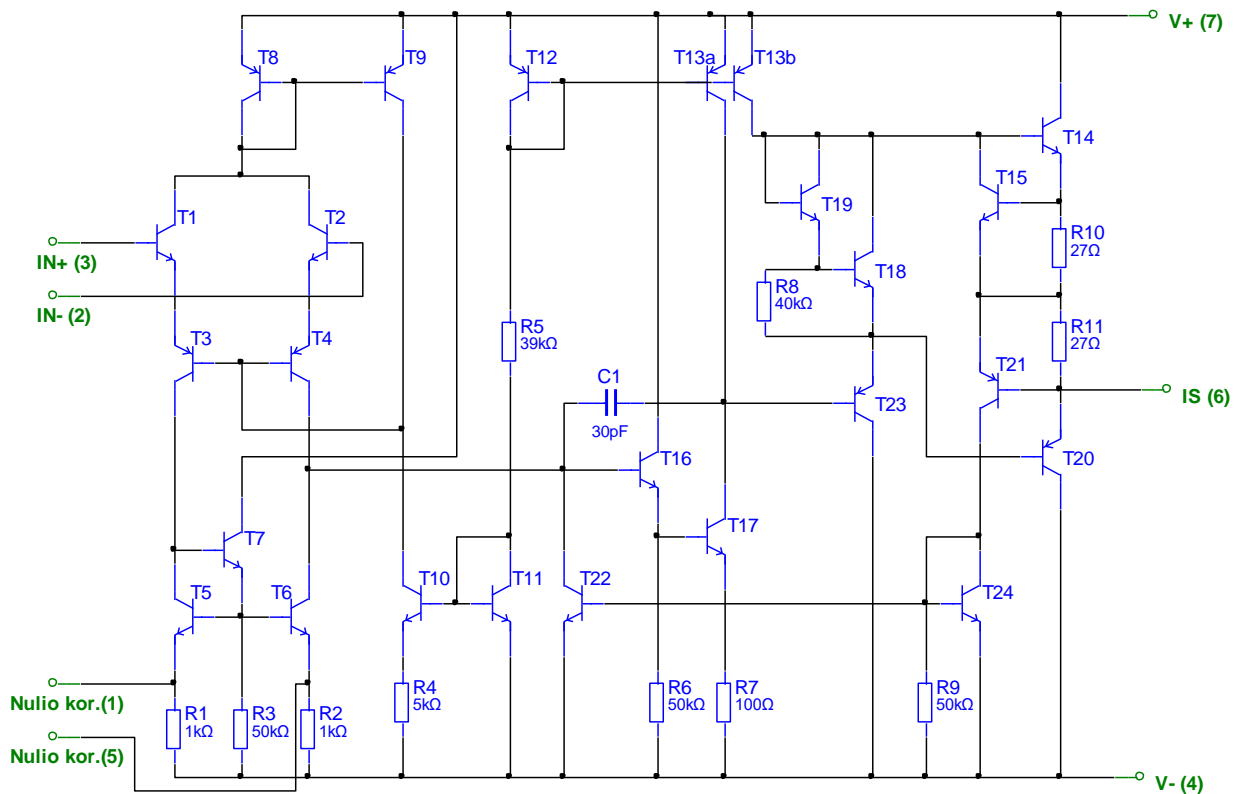 V+ (7)
T8
T9
T12
T13a
T13b
T14
T1
T2
T15
T19
IN+ (3)
R10
27Ω
T18
R8
40kΩ
IN- (2)
T3
T4
R5
39kΩ
R11
27Ω
T21
C1
30pF
IS (6)
T23
T16
T20
T7
T17
T5
T6
T10
T11
T22
T24
Nulio kor.(1)
R1
1kΩ
R3
50kΩ
R2
1kΩ
R4
5kΩ
R6
50kΩ
R7
100Ω
R9
50kΩ
Nulio kor.(5)
V- (4)